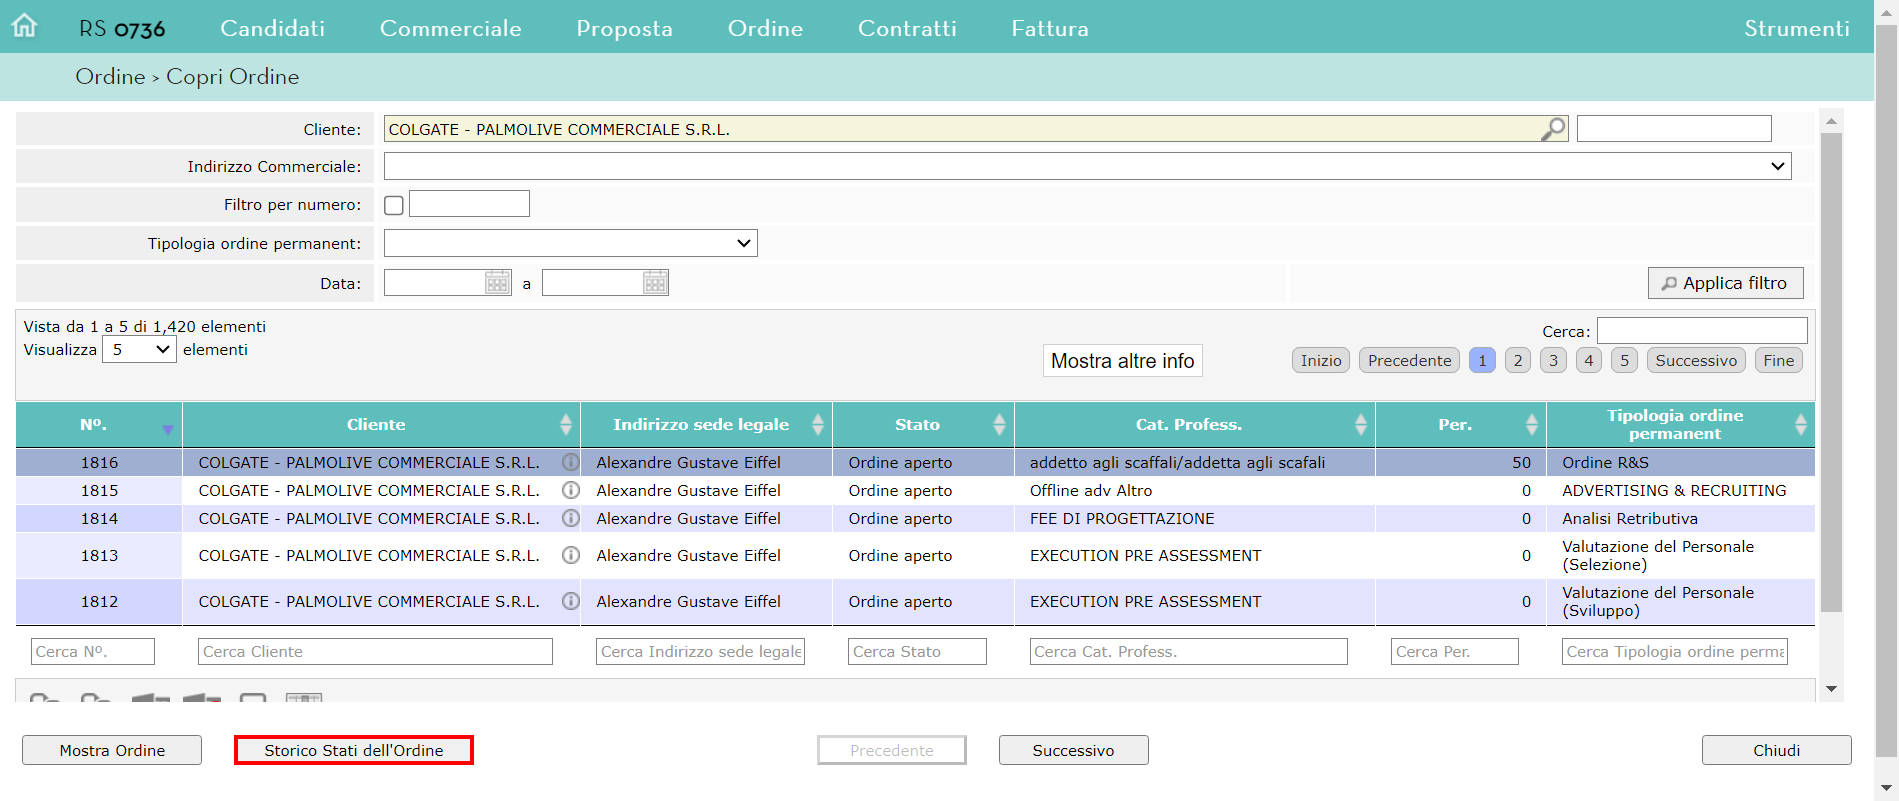 RS 0736 Candidati Commerciale Proposta Ordine Contratti Fattura Strumenti
Ordine > Copri Ordine
Cliente: COLGATE - PALMOLIVE COMMERCIALE S.R.L.
Indirizzo Commerciale:
Filtro per numero:
Tipologia ordine permanent:
Data: a Applica filtro
Vista da 1 a 5 di 1,420 elementi
Cerca:
Visualizza 5 elementi
Mostra altre info
Inizio Precedente 1 2 3 4 5 Successivo Fine
Nº. Cliente Indirizzo sede legale Stato Cat. Profess. Per. Tipologia ordine permanent
1816 COLGATE - PALMOLIVE COMMERCIALE S.R.L. Alexandre Gustave Eiffel Ordine aperto addetto agli scaffali/addetta agli scafali 50 Ordine R&S
1815 COLGATE - PALMOLIVE COMMERCIALE S.R.L. Alexandre Gustave Eiffel Ordine aperto Offline adv Altro 0 ADVERTISING & RECRUITING
1814 COLGATE - PALMOLIVE COMMERCIALE S.R.L. Alexandre Gustave Eiffel Ordine aperto FEE DI PROGETTAZIONE 0 Analisi Retributiva
1813 COLGATE - PALMOLIVE COMMERCIALE S.R.L. Alexandre Gustave Eiffel Ordine aperto EXECUTION PRE ASSESSMENT 0 Valutazione del Personale (Selezione)
1812 COLGATE - PALMOLIVE COMMERCIALE S.R.L. Alexandre Gustave Eiffel Ordine aperto EXECUTION PRE ASSESSMENT 0 Valutazione del Personale (Sviluppo)
Cerca Nº. Cerca Cliente Cerca Indirizzo sede legale Cerca Stato Cerca Cat. Profess. Cerca Per. Cerca Tipologia ordine perma
Mostra Ordine Storico Stati dell'Ordine Precedente Successivo Chiudi